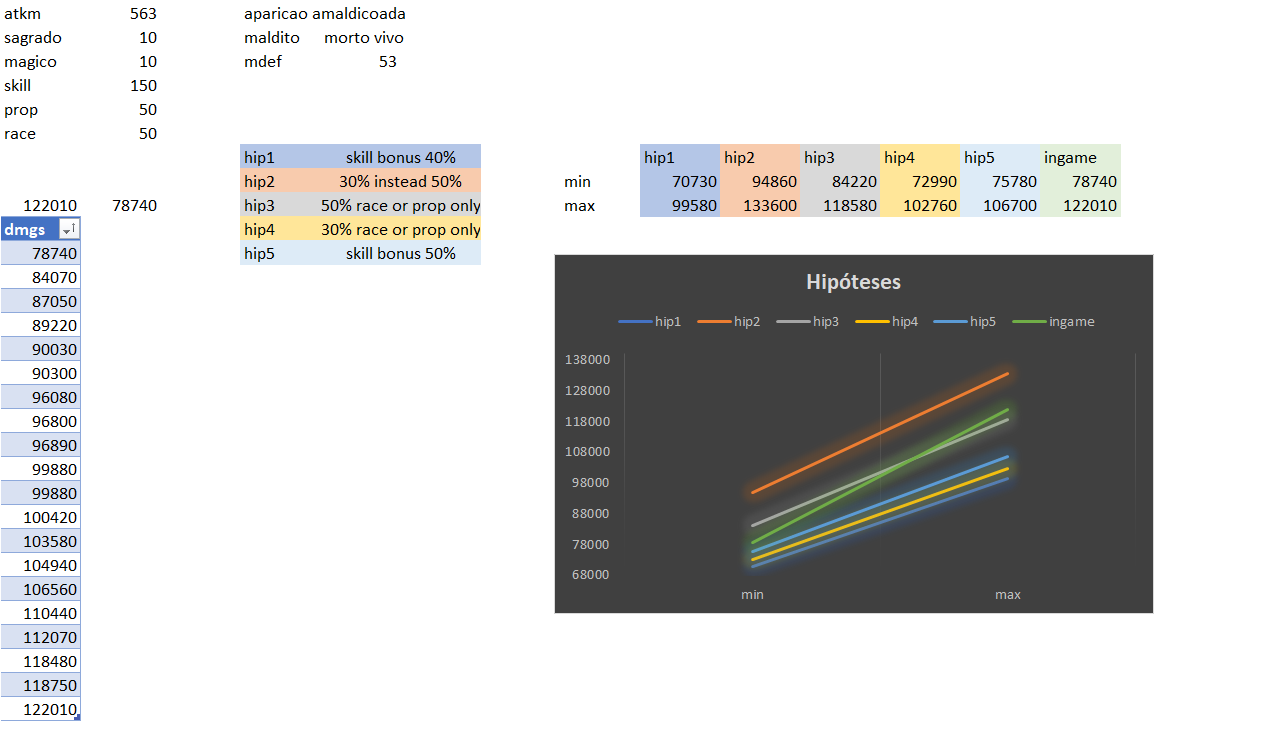 atkm 563 aparicao amaldicoada
sagrado 10 maldito morto vivo
magico 10 mdef 53
skill 150
prop 50
race 50
hip1 skill bonus 40% hip1 hip2 hip3 hip4 hip5 ingame
hip2 30% instead 50% min 70730 94860 84220 72990 75780 78740
122010 78740 hip3 50% race or prop only max 99580 133600 118580 102760 106700 122010
dmgs hip4 30% race or prop only
78740 hip5 skill bonus 50%
84070
87050
89220
90030
90300
96080
96800
96890
99880
99880
100420
103580
104940
106560
110440
112070
118480
118750
122010
Hipóteses
hip1 hip2 hip3 hip4 hip5 ingame
138000
128000
118000
108000
98000
88000
78000
68000
min max